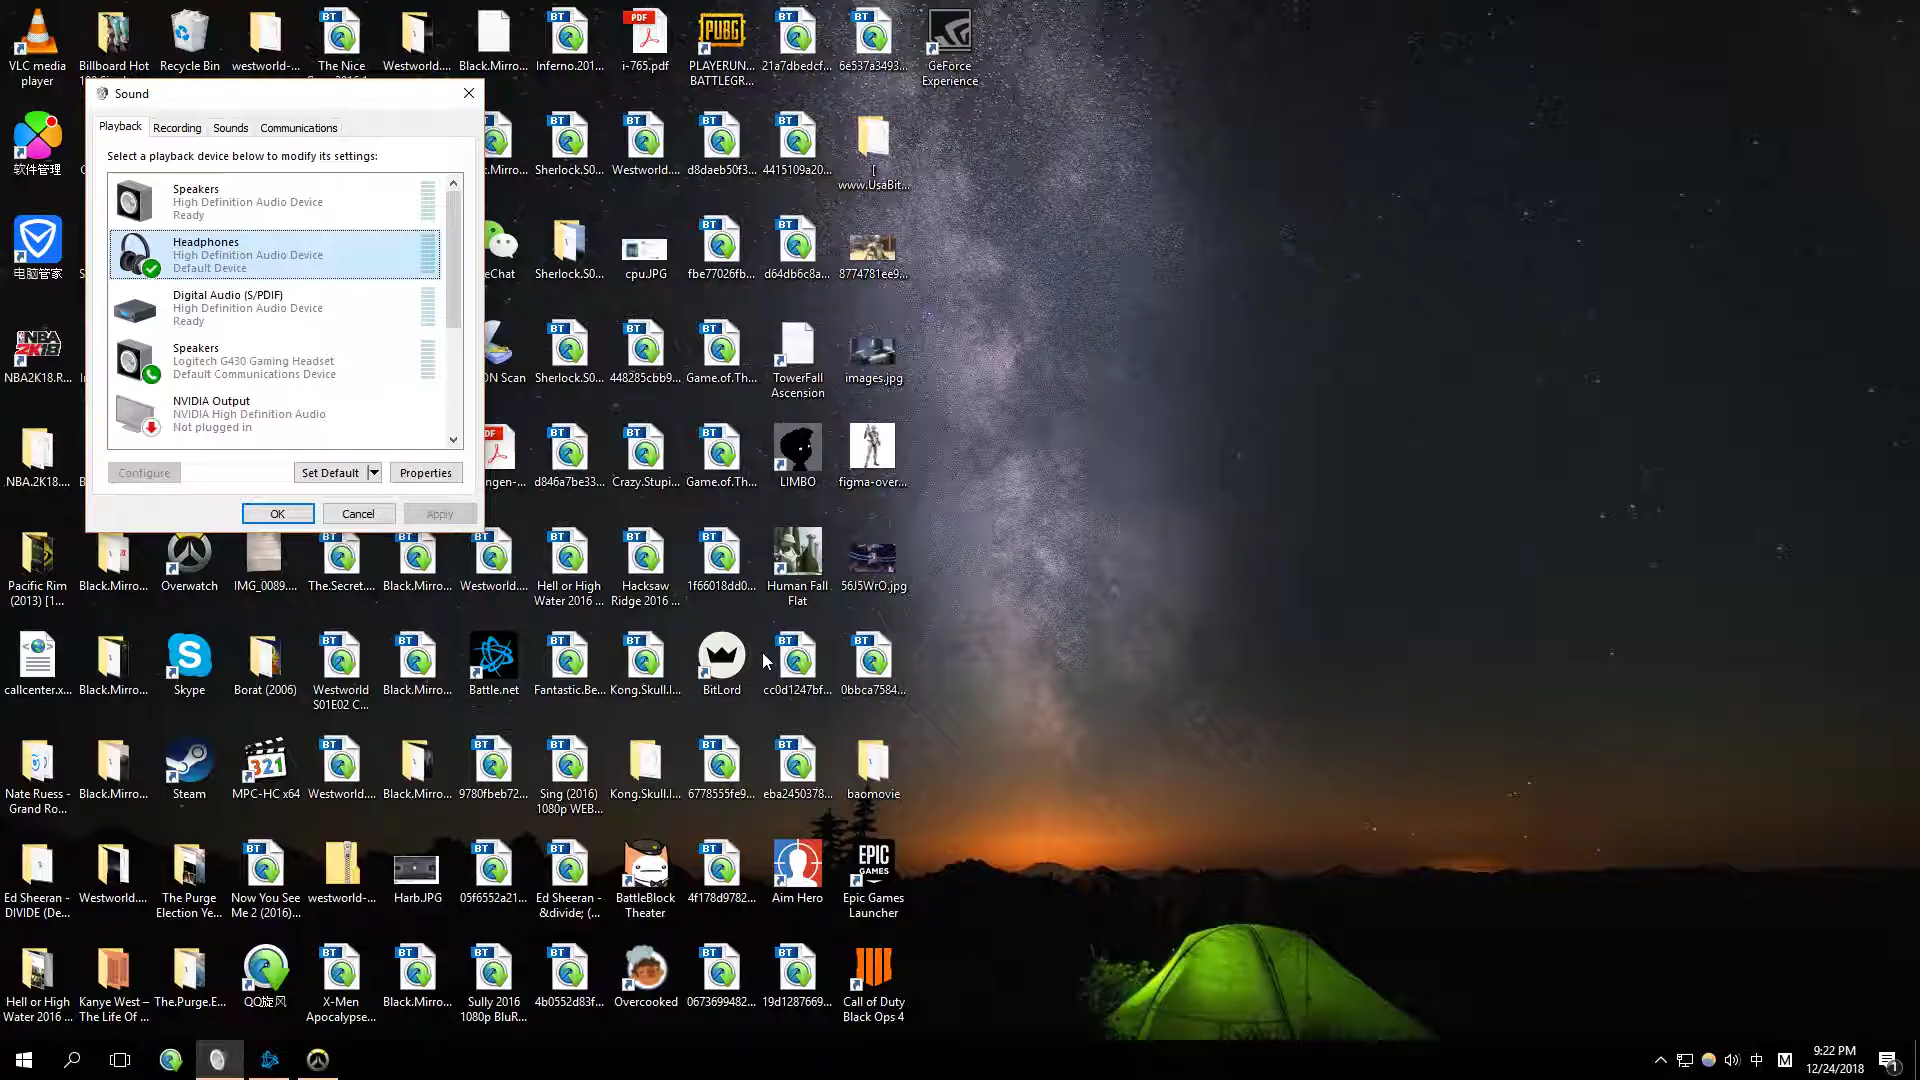 VLC media
player
Billboard Hot
Recycle Bin
westworld-...
The Nice
Westworld....
Black.Mirro...
Inferno.201...
i-765.pdf
PLAYERUN...
BATTLEGR...
21a7dbedcf...
6e537a3493...
GeForce
Experience
Sound
Playback
Recording
Sounds
Communications
Select a playback device below to modify its settings:
Speakers
High Definition Audio Device
Ready
Headphones
High Definition Audio Device
Default Device
Digital Audio (S/PDIF)
High Definition Audio Device
Ready
Speakers
Logitech G430 Gaming Headset
Default Communications Device
NVIDIA Output
NVIDIA High Definition Audio
Not plugged in
Configure
Set Default
Properties
OK
Cancel
Apply
软件管理
.Mirro...
Sherlock.S0...
Westworld....
d8daeb50f3...
4415109a20...
[
www.UsaBit...
电脑管家
eChat
Sherlock.S0...
cpu.JPG
fbe77026fb...
d64db6c8a...
8774781ee9...
NBA2K18.R...
ON Scan
Sherlock.S0...
448285cbb9...
Game.of.Th...
TowerFall
Ascension
images.jpg
.NBA.2K18....
ngen-...
d846a7be33...
Crazy.Stupi...
Game.of.Th...
LIMBO
figma-over...
Pacific Rim
(2013) [1...
Black.Mirro...
Overwatch
IMG_0089....
The.Secret....
Black.Mirro...
Westworld....
Hell or High
Water 2016 ...
Hacksaw
Ridge 2016 ...
1f66018dd0...
Human Fall
Flat
56J5WrO.jpg
callcenter.x...
Black.Mirro...
Skype
Borat (2006)
Westworld
S01E02 C...
Black.Mirro...
Battle.net
Fantastic.Be...
Kong.Skull.I...
BitLord
cc0d1247bf...
0bbca7584...
Nate Ruess -
Grand Ro...
Black.Mirro...
Steam
MPC-HC x64
Westworld....
Black.Mirro...
9780fbeb72...
Sing (2016)
1080p WEB...
Kong.Skull.I...
6778555fe9...
eba2450378...
baomovie
Ed Sheeran -
DIVIDE (De...
Westworld....
The Purge
Election Ye...
Now You See
Me 2 (2016)...
westworld-...
Harb.JPG
05f6552a21...
Ed Sheeran -
&divide; (...
BattleBlock
Theater
4f178d9782...
Aim Hero
Epic Games
Launcher
Hell or High
Water 2016 ...
Kanye West –
The Life Of ...
The.Purge.E...
QQ旋风
X-Men
Apocalypse...
Black.Mirro...
Sully 2016
1080p BluR...
4b0552d83f...
Overcooked
0673699482...
19d1287669...
Call of Duty
Black Ops 4
中
M
9:22 PM
12/24/2018
1